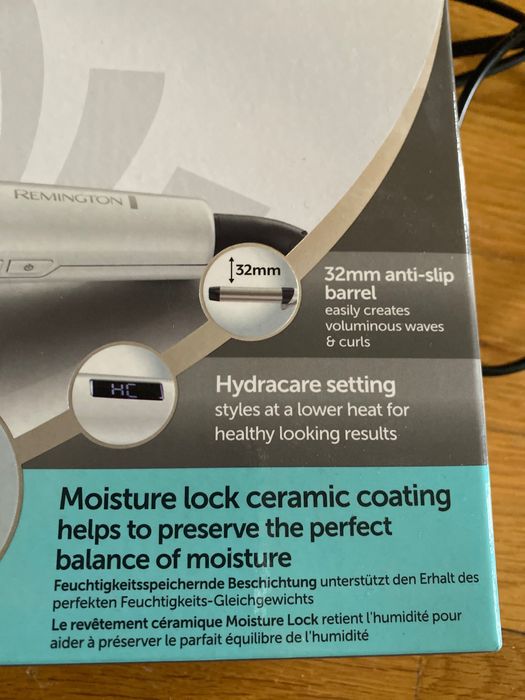 REMINGTON
32mm
32mm anti-slip
barrel
easily creates
voluminous waves
& curls
HC
Hydracare setting
styles at a lower heat for
healthy looking results
Moisture lock ceramic coating
helps to preserve the perfect
balance of moisture
Feuchtigkeitsspeichernde Beschichtung unterstützt den Erhalt des
perfekten Feuchtigkeits-Gleichgewichts
Le revêtement céramique Moisture Lock retient l'humidité pour
aider à préserver le parfait équilibre de l'humidité